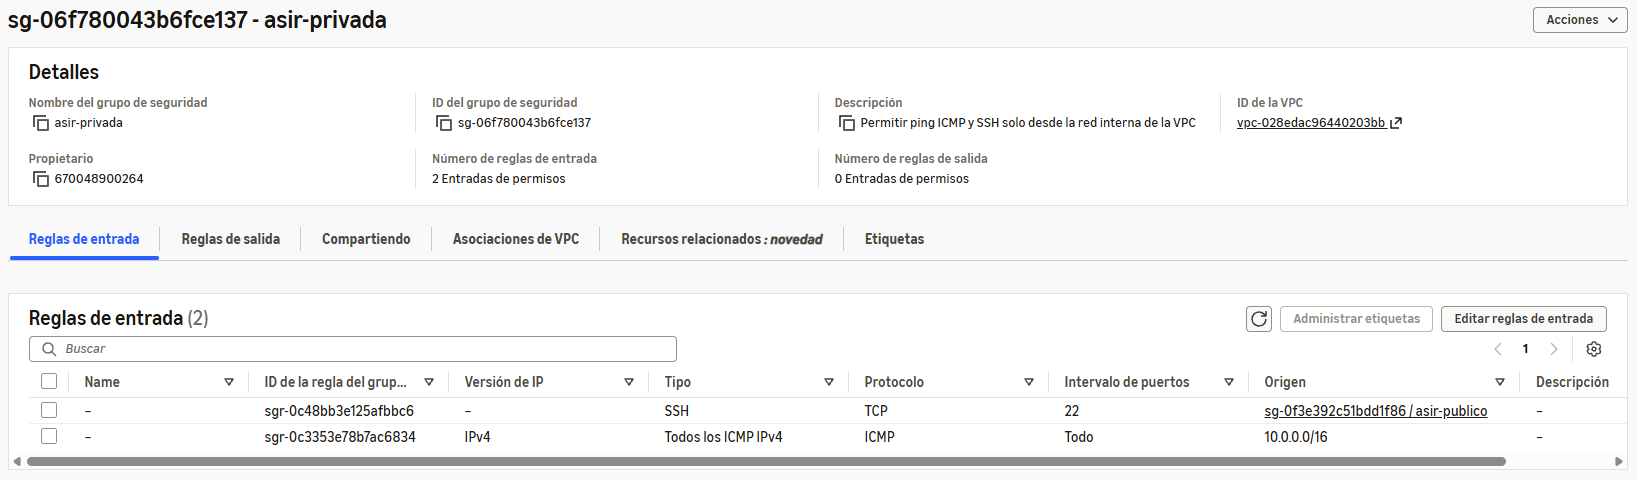 sg-06f780043b6fce137 - asir-privada
Acciones
Detalles
Nombre del grupo de seguridad
asir-privada
ID del grupo de seguridad
sg-06f780043b6fce137
Descripción
Permitir ping ICMP y SSH solo desde la red interna de la VPC
ID de la VPC
vpc-028edac96440203bb
Propietario
670048900264
Número de reglas de entrada
2 Entradas de permisos
Número de reglas de salida
0 Entradas de permisos
Reglas de entrada
Reglas de salida
Compartiendo
Asociaciones de VPC
Recursos relacionados : novedad
Etiquetas
Reglas de entrada (2)
Administrar etiquetas
Editar reglas de entrada
Buscar
1
Name ID de la regla del grup... Versión de IP Tipo Protocolo Intervalo de puertos Origen Descripción
– sgr-0c48bb3e125afbbc6 – SSH TCP 22 sg-0f3e392c51bdd1f86 / asir-publico –
– sgr-0c3353e78b7ac6834 IPv4 Todos los ICMP IPv4 ICMP Todo 10.0.0.0/16 –